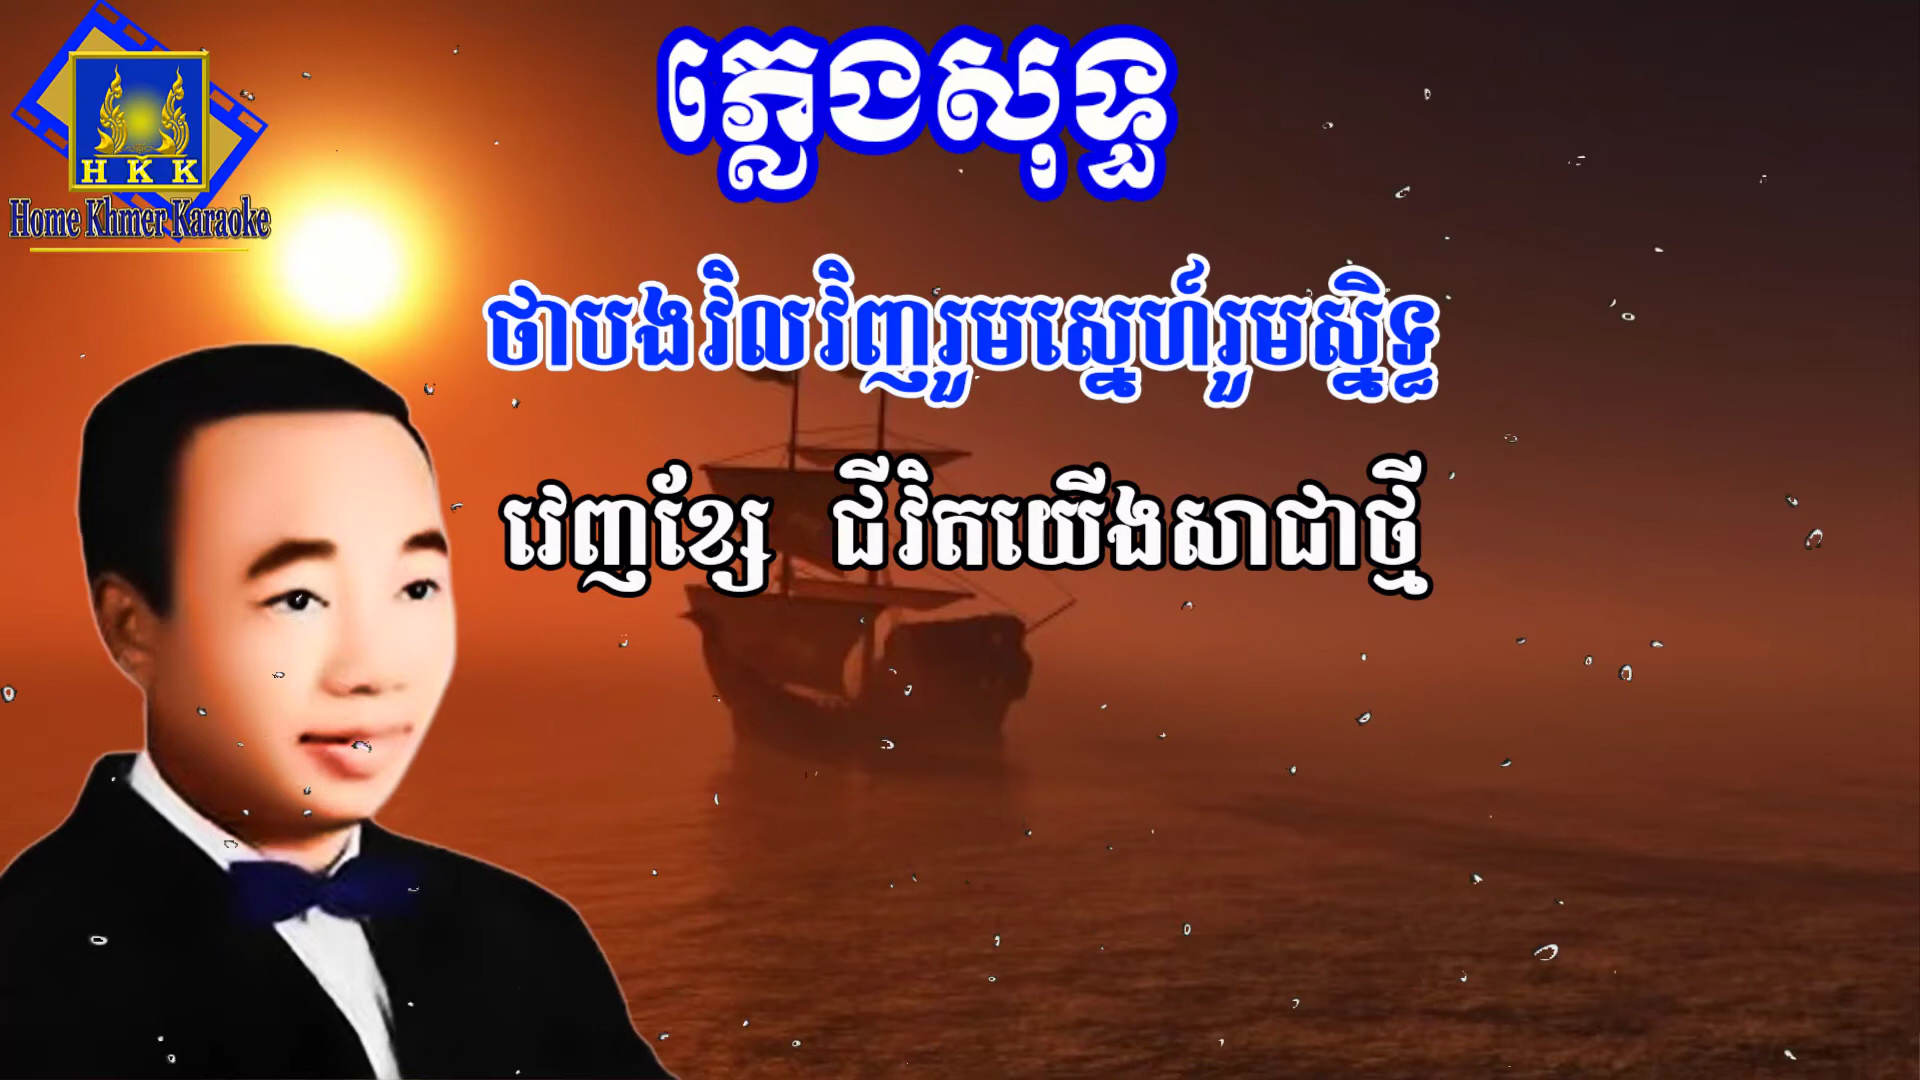 ភ្លេងសុទ្ធ
H K K
Home Khmer Karaoke
ថាបងវិលវិញរួមស្នេហ៍រួមស្និទ្ធ
វេញខ្សែ ជីវិតយើងសាជាថ្មី